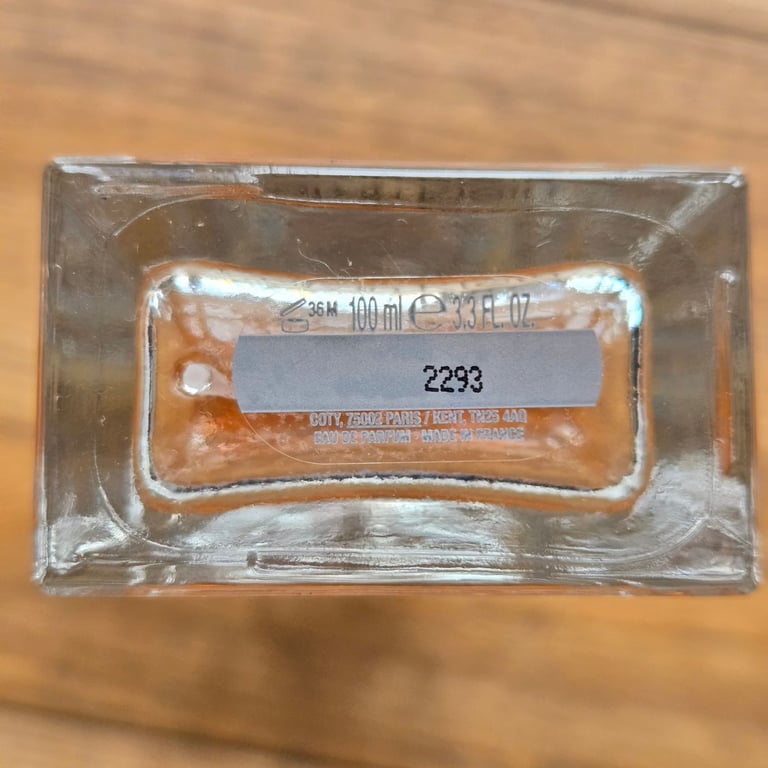 36 M 100 ml e 3.3 FL. OZ.
2293
COTY, 75002 PARIS / KENT, TN25 4AQ
EAU DE PARFUM - MADE IN FRANCE